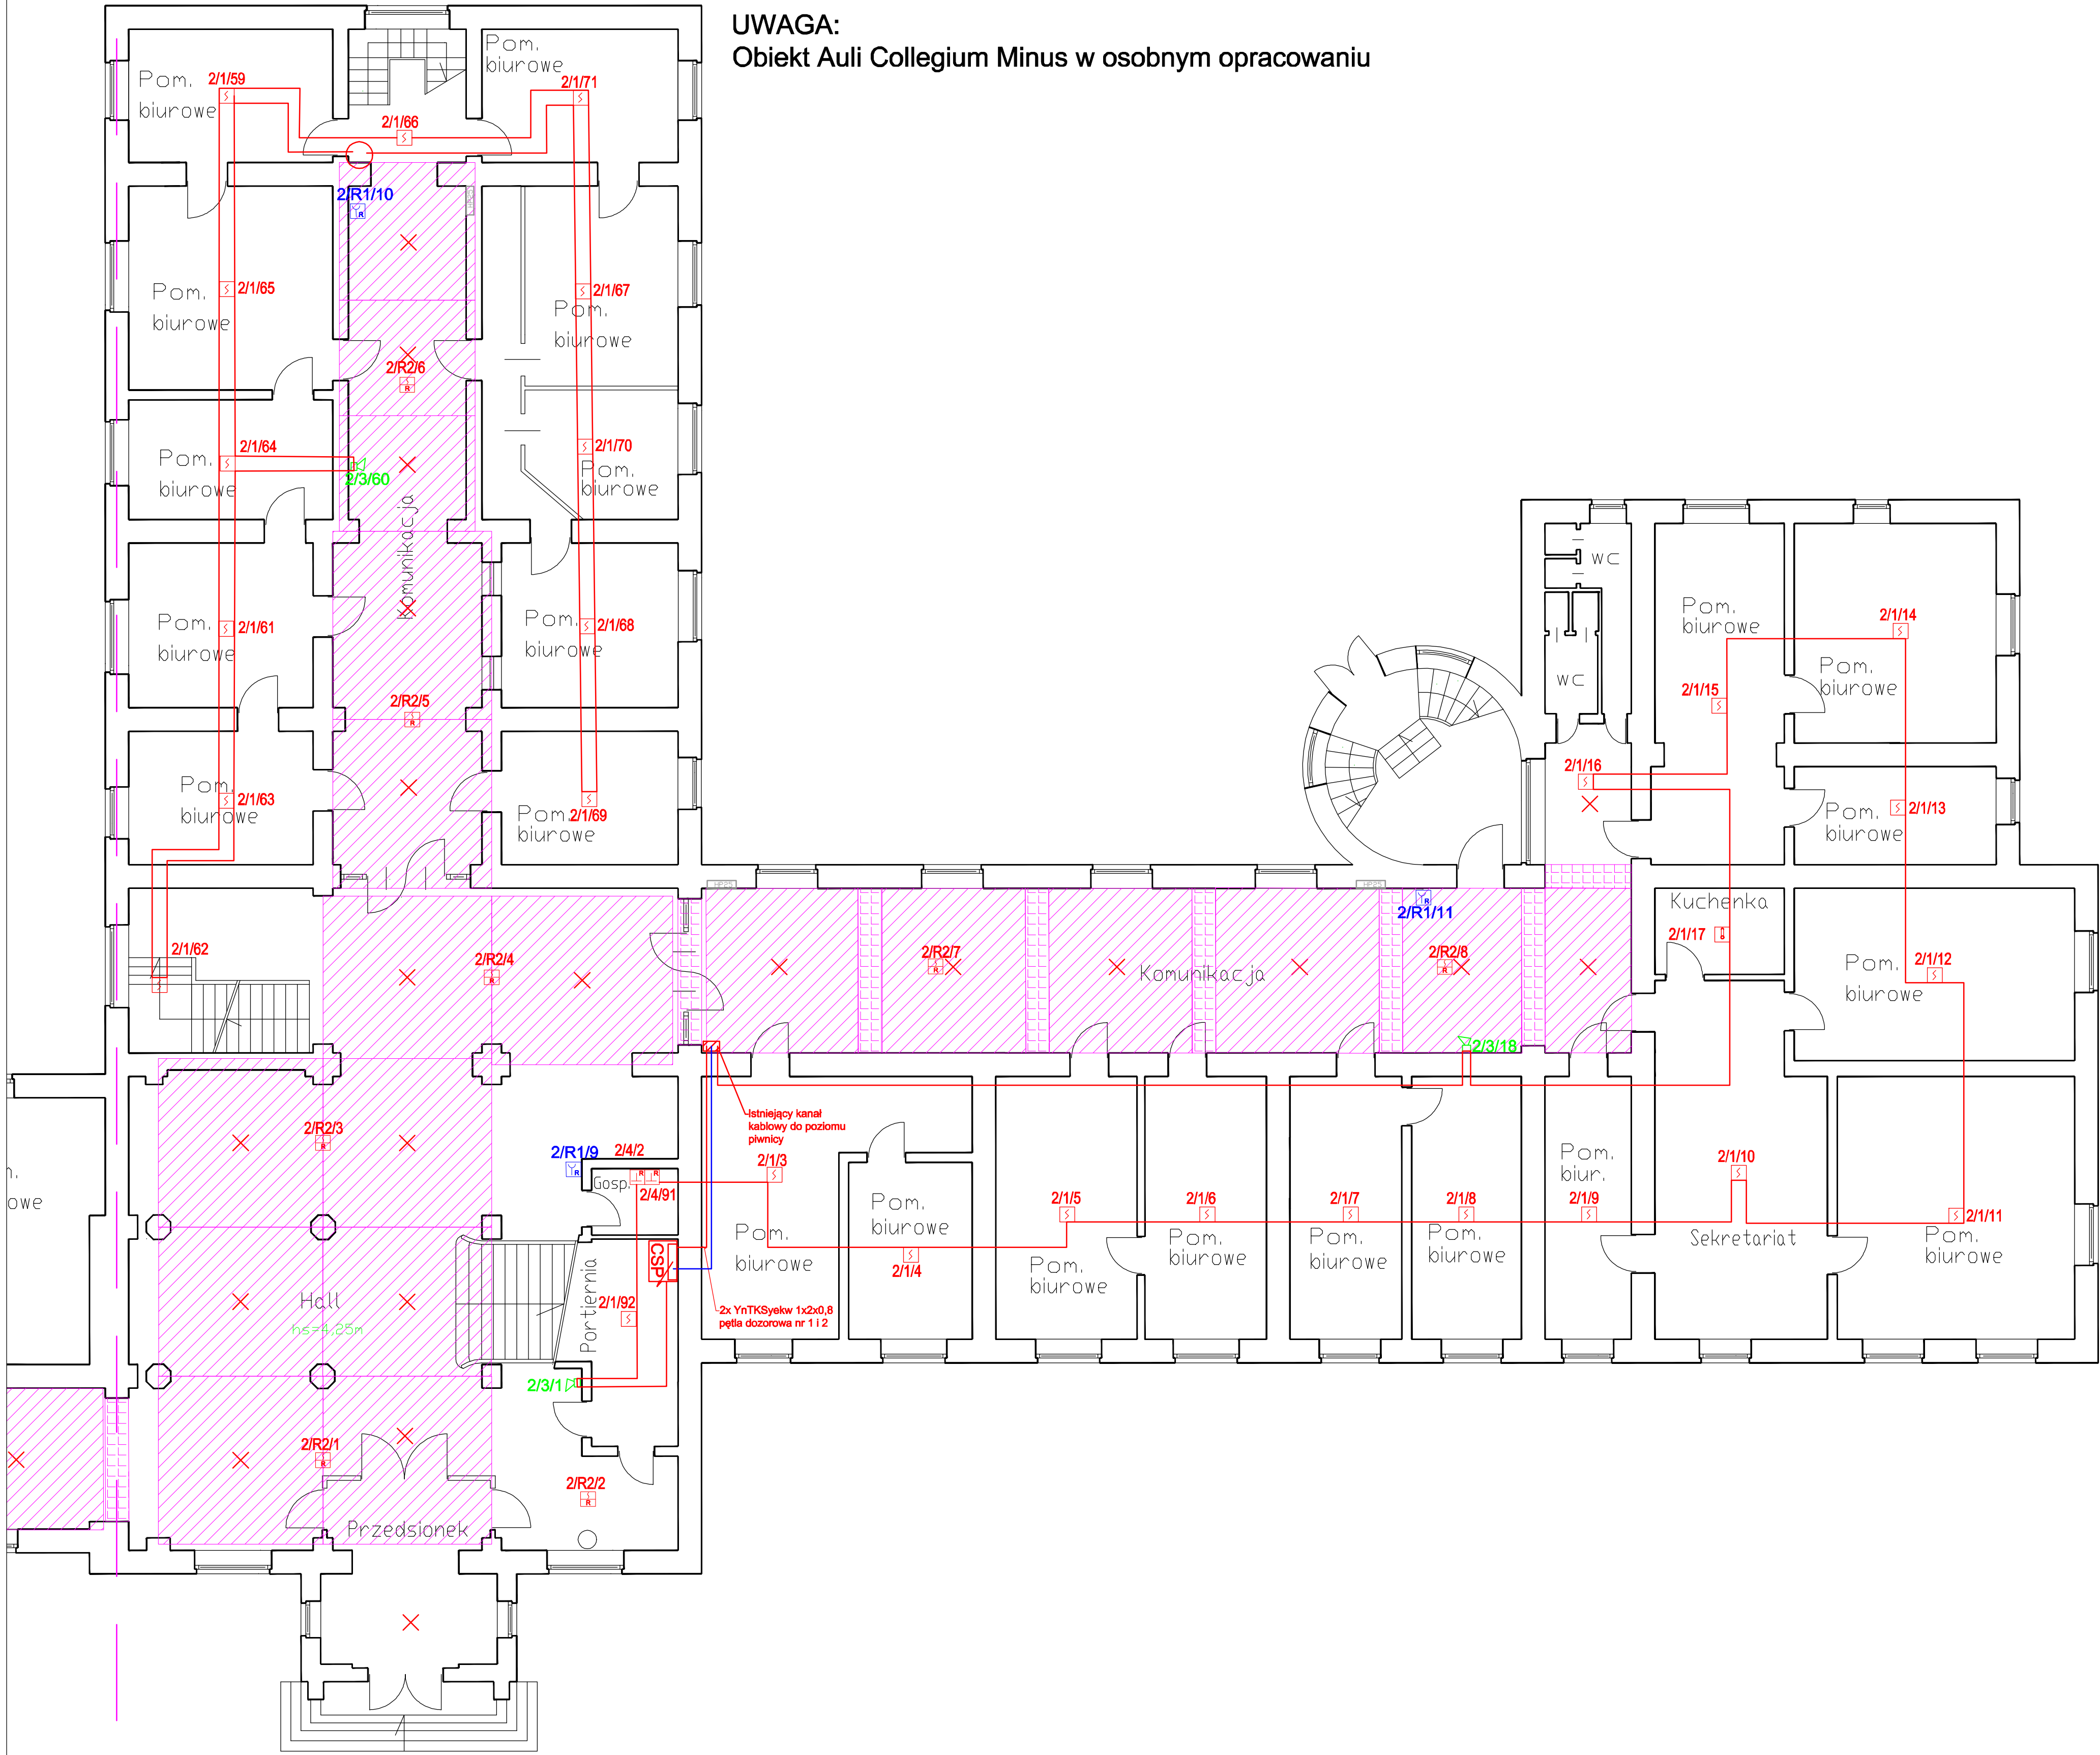 UWAGA:
Obiekt Auli Collegium Minus w osobnym opracowaniu
Pom.
biurowe
2/1/59
Pom.
biurowe
2/1/71
2/1/66
2/R1/10
HP25
Pom.
biurowe
2/1/65
2/1/67
Pom.
biurowe
2/R2/6
R
2/1/64
Pom.
biurowe
2/3/60
2/1/70
Pom.
biurowe
Komunikacja
Pom.
biurowe
2/1/61
Pom.
biurowe
2/1/68
2/R2/5
R
Pom.
biurowe
2/1/63
Pom.
biurowe
2/1/69
wc
wc
Pom.
biurowe
2/1/14
Pom.
biurowe
2/1/15
2/1/16
Pom.
biurowe
2/1/13
HP25
HP25
2/R1/11
R
Kuchenka
2/1/17
2/1/62
2/R2/4
R
2/R2/7
R
Komunikacja
2/R2/8
R
2/1/12
Pom.
biurowe
2/3/18
Istniejący kanał
kablowy do poziomu
piwnicy
2/R2/3
R
2/R1/9
R
2/4/2
R
R
Gosp.
2/4/91
2/1/3
Pom.
biurowe
Pom.
biurowe
2/1/4
2/1/5
Pom.
biurowe
2/1/6
Pom.
biurowe
2/1/7
Pom.
biurowe
2/1/8
Pom.
biurowe
Pom.
biur.
2/1/9
2/1/10
Sekretariat
2/1/11
Pom.
biurowe
owe
CSP
Portiernia
2/1/92
Hall
hs=4,25m
2x YnTKSyekw 1x2x0,8
pętla dozorowa nr 1 i 2
2/3/1
2/R2/1
R
2/R2/2
R
Przedsionek